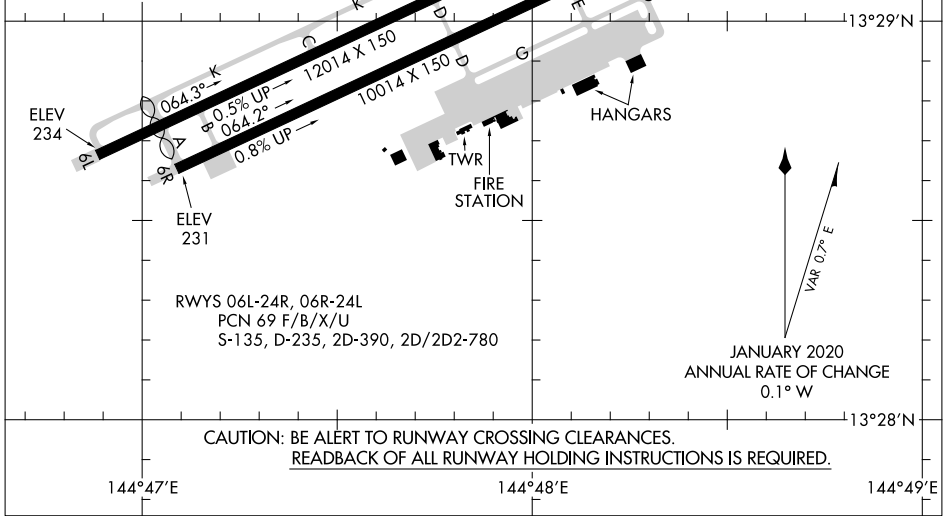 13°29'N
K
D
E
C
12014 X 150
D
G
K
064.3°
0.5% UP
10014 X 150
064.2°
B
0.8% UP
ELEV
234
6L
A
6R
HANGARS
TWR
FIRE
STATION
ELEV
231
VAR 0.7° E
RWYS 06L-24R, 06R-24L
PCN 69 F/B/X/U
S-135, D-235, 2D-390, 2D/2D2-780
JANUARY 2020
ANNUAL RATE OF CHANGE
0.1° W
13°28'N
CAUTION: BE ALERT TO RUNWAY CROSSING CLEARANCES.
READBACK OF ALL RUNWAY HOLDING INSTRUCTIONS IS REQUIRED.
144°47'E
144°48'E
144°49'E